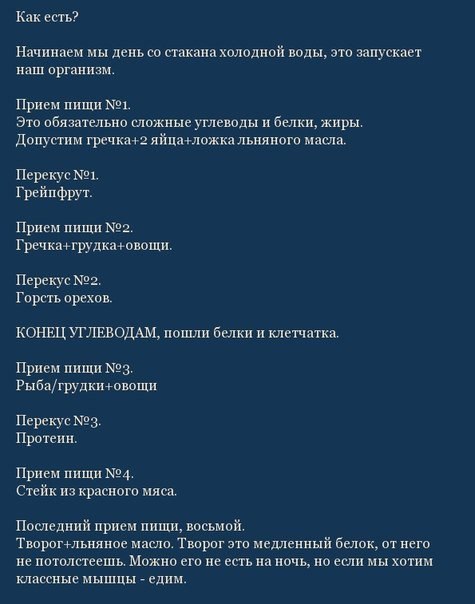 Как есть?
Начинаем мы день со стакана холодной воды, это запускает
наш организм.
Прием пищи №1.
Это обязательно сложные углеводы и белки, жиры.
Допустим гречка+2 яйца+ложка льняного масла.
Перекус №1.
Грейпфрут.
Прием пищи №2.
Гречка+грудка+овощи.
Перекус №2.
Горсть орехов.
КОНЕЦ УГЛЕВОДАМ, пошли белки и клетчатка.
Прием пищи №3.
Рыба/грудки+овощи
Перекус №3.
Протеин.
Прием пищи №4.
Стейк из красного мяса.
Последний прием пищи, восьмой.
Творог+льняное масло. Творог это медленный белок, от него
не потолстеешь. Можно его не есть на ночь, но если мы хотим
классные мышцы - едим.